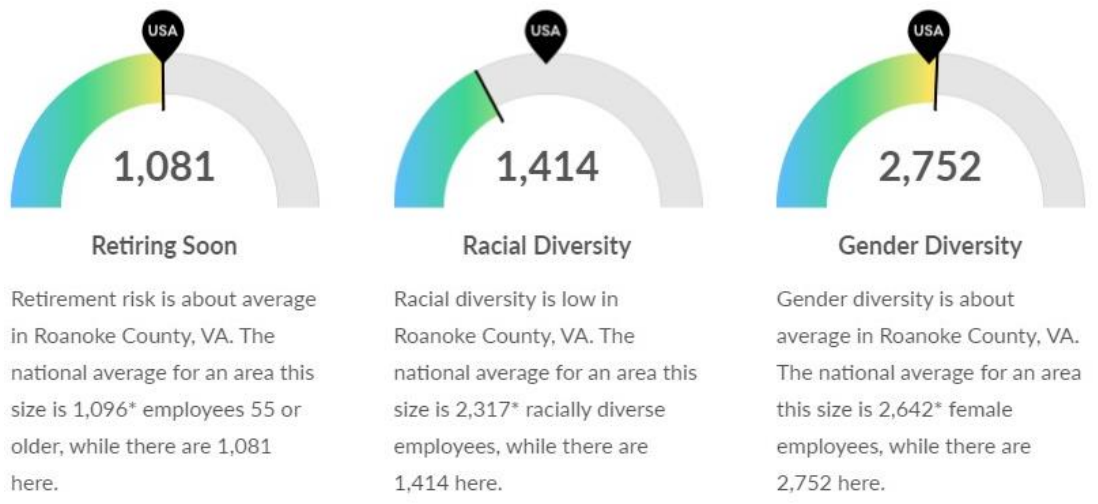 USA
1,081
Retiring Soon
Retirement risk is about average
in Roanoke County, VA. The
national average for an area this
size is 1,096* employees 55 or
older, while there are 1,081
here.
USA
1,414
Racial Diversity
Racial diversity is low in
Roanoke County, VA. The
national average for an area this
size is 2,317* racially diverse
employees, while there are
1,414 here.
USA
2,752
Gender Diversity
Gender diversity is about
average in Roanoke County, VA.
The national average for an area
this size is 2,642* female
employees, while there are
2,752 here.